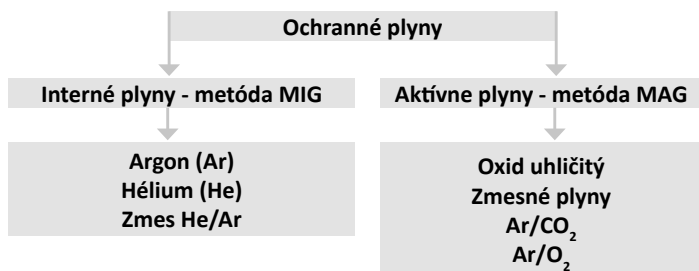 Ochranné plyny
Interné plyny - metóda MIG
Aktívne plyny - metóda MAG
Argon (Ar)
Hélium (He)
Zmes He/Ar
Oxid uhličitý
Zmesné plyny
Ar/CO₂
Ar/O₂